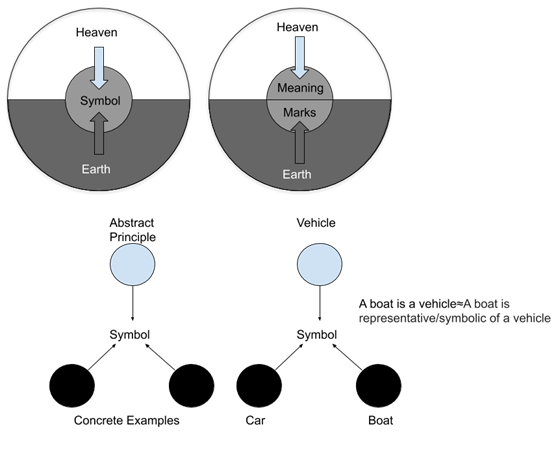 Heaven
Symbol
Earth
Heaven
Meaning
Marks
Earth
Abstract
Principle
Symbol
Concrete Examples
Vehicle
Symbol
Car
Boat
A boat is a vehicle≈A boat is
representative/symbolic of a vehicle